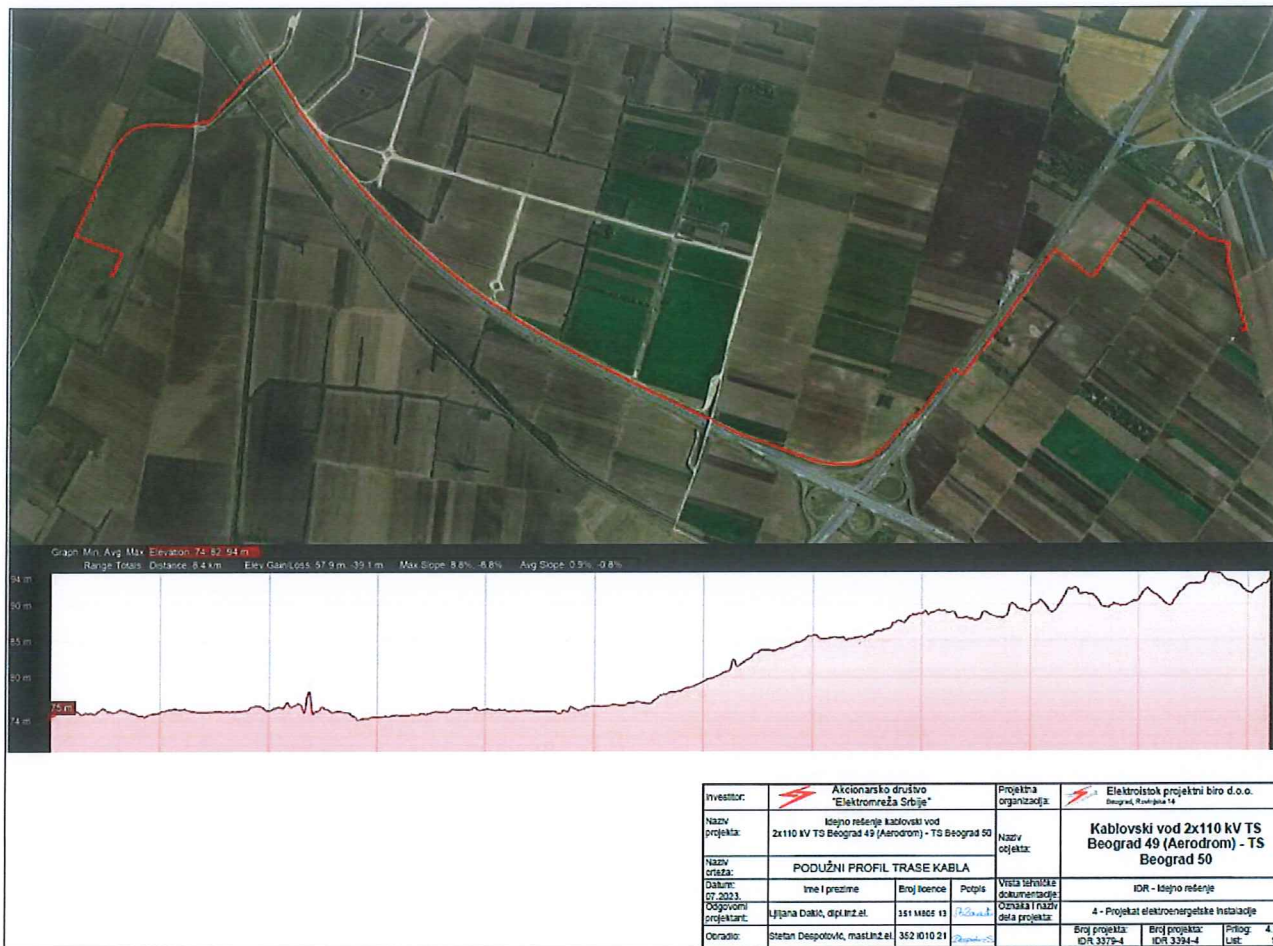 Graph: Min, Avg, Max Elevation: 74, 82, 94 m
Range Totals: Distance: 8.4 km Elev Gain/Loss: 57.9 m, -39.1 m Max Slope: 8.8%, -6.8% Avg Slope: 0.9%, -0.8%
94 m
90 m
85 m
80 m
75 m
74 m
Investitor:
Akcionarsko društvo
"Elektromreža Srbije"
Projektna
organizacija:
Elektroistok projektni biro d.o.o.
Beograd, Rovinjska 14
Naziv
projekta:
Idejno rešenje kablovski vod
2x110 kV TS Beograd 49 (Aerodrom) - TS Beograd 50
Naziv
objekta:
Kablovski vod 2x110 kV TS
Beograd 49 (Aerodrom) - TS
Beograd 50
Naziv
crteža:
PODUŽNI PROFIL TRASE KABLA
Datum:
07.2023.
Ime i prezime
Broj licence
Potpis
Vrsta tehničke
dokumentacije:
IDR - Idejno rešenje
Odgovorni
projektant:
Ljiljana Dakić, dipl.inž.el.
351 M805 13
Oznaka i naziv
dela projekta:
4 - Projekat elektroenergetske instalacije
Obradio:
Stefan Despotović, mast.inž.el.
352 I010 21
Broj projekta:
IDR 3379-4
Broj projekta:
IDR 3394-4
Prilog: 4.
List: